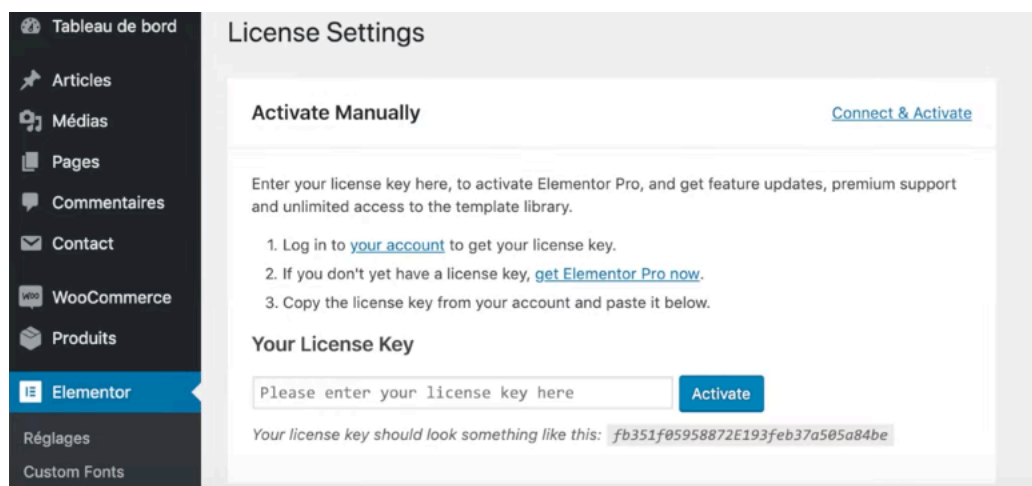 Tableau de bord
Articles
Médias
Pages
Commentaires
Contact
WooCommerce
Produits
Elementor
Réglages
Custom Fonts
License Settings
Activate Manually
Connect & Activate
Enter your license key here, to activate Elementor Pro, and get feature updates, premium support
and unlimited access to the template library.
1. Log in to your account to get your license key.
2. If you don't yet have a license key, get Elementor Pro now.
3. Copy the license key from your account and paste it below.
Your License Key
Please enter your license key here
Activate
Your license key should look something like this: fb351f05958872E193feb37a505a84be